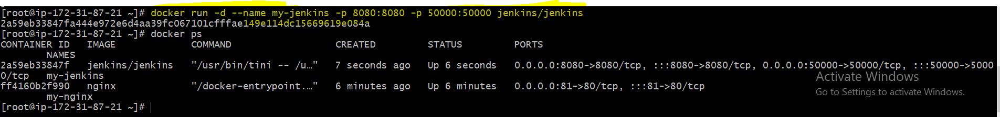 [root@ip-172-31-87-21 ~]# docker run -d --name my-jenkins -p 8080:8080 -p 50000:50000 jenkins/jenkins
2a59eb33847fa444e972e6d4aa39fc067101cfffae149e114dc15669619e084a
[root@ip-172-31-87-21 ~]# docker ps
CONTAINER ID   IMAGE             COMMAND                  CREATED         STATUS         PORTS
        NAMES
2a59eb33847f   jenkins/jenkins   "/usr/bin/tini -- /u…"   7 seconds ago   Up 6 seconds   0.0.0.0:8080->8080/tcp, :::8080->8080/tcp, 0.0.0.0:50000->50000/tcp, :::50000->5000
0/tcp   my-jenkins
ff4160b2f990   nginx             "/docker-entrypoint.…"   6 minutes ago   Up 6 minutes   0.0.0.0:81->80/tcp, :::81->80/tcp
        my-nginx
[root@ip-172-31-87-21 ~]#
Activate Windows
Go to Settings to activate Windows.